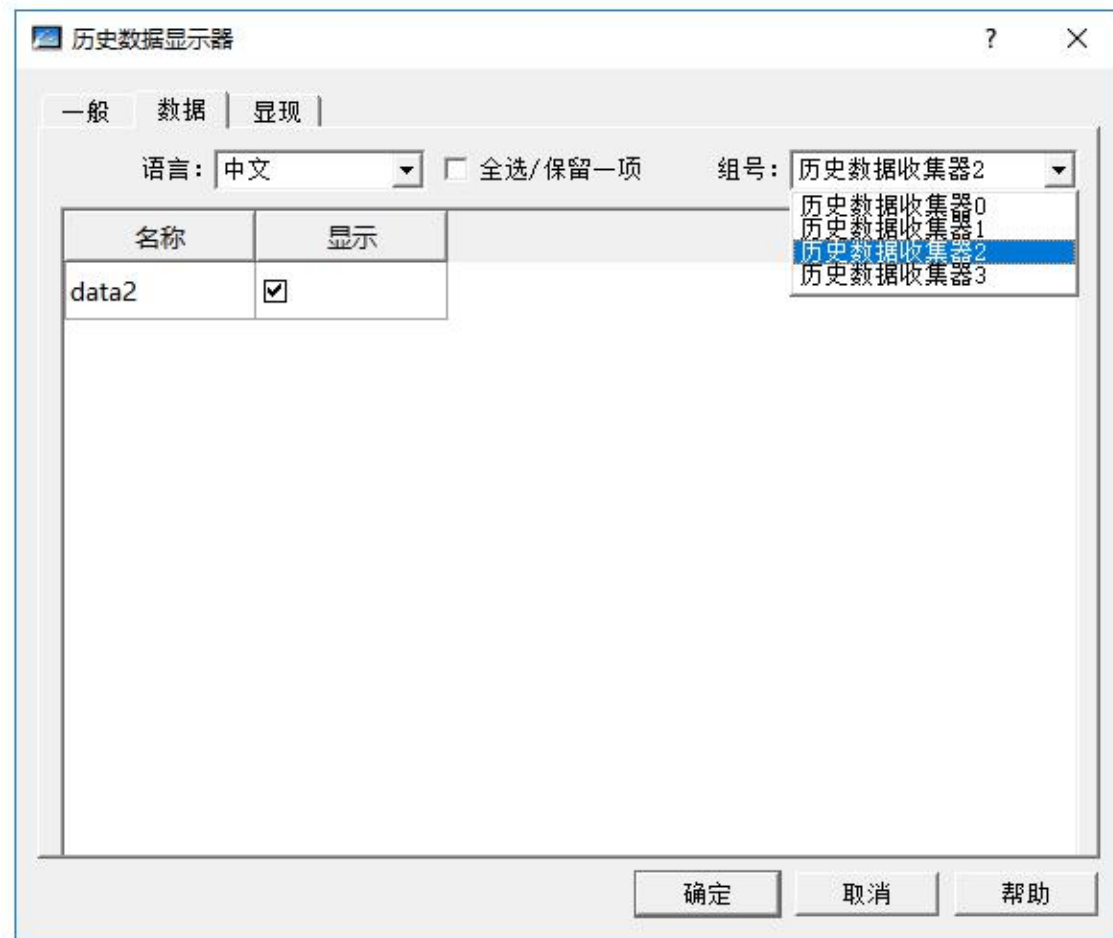 历史数据显示器 ?
一般 数据 显现
语言: 中文 全选/保留一项 组号: 历史数据收集器2
历史数据收集器0
历史数据收集器1
历史数据收集器2
历史数据收集器3
名称 显示
data2
确定 取消 帮助